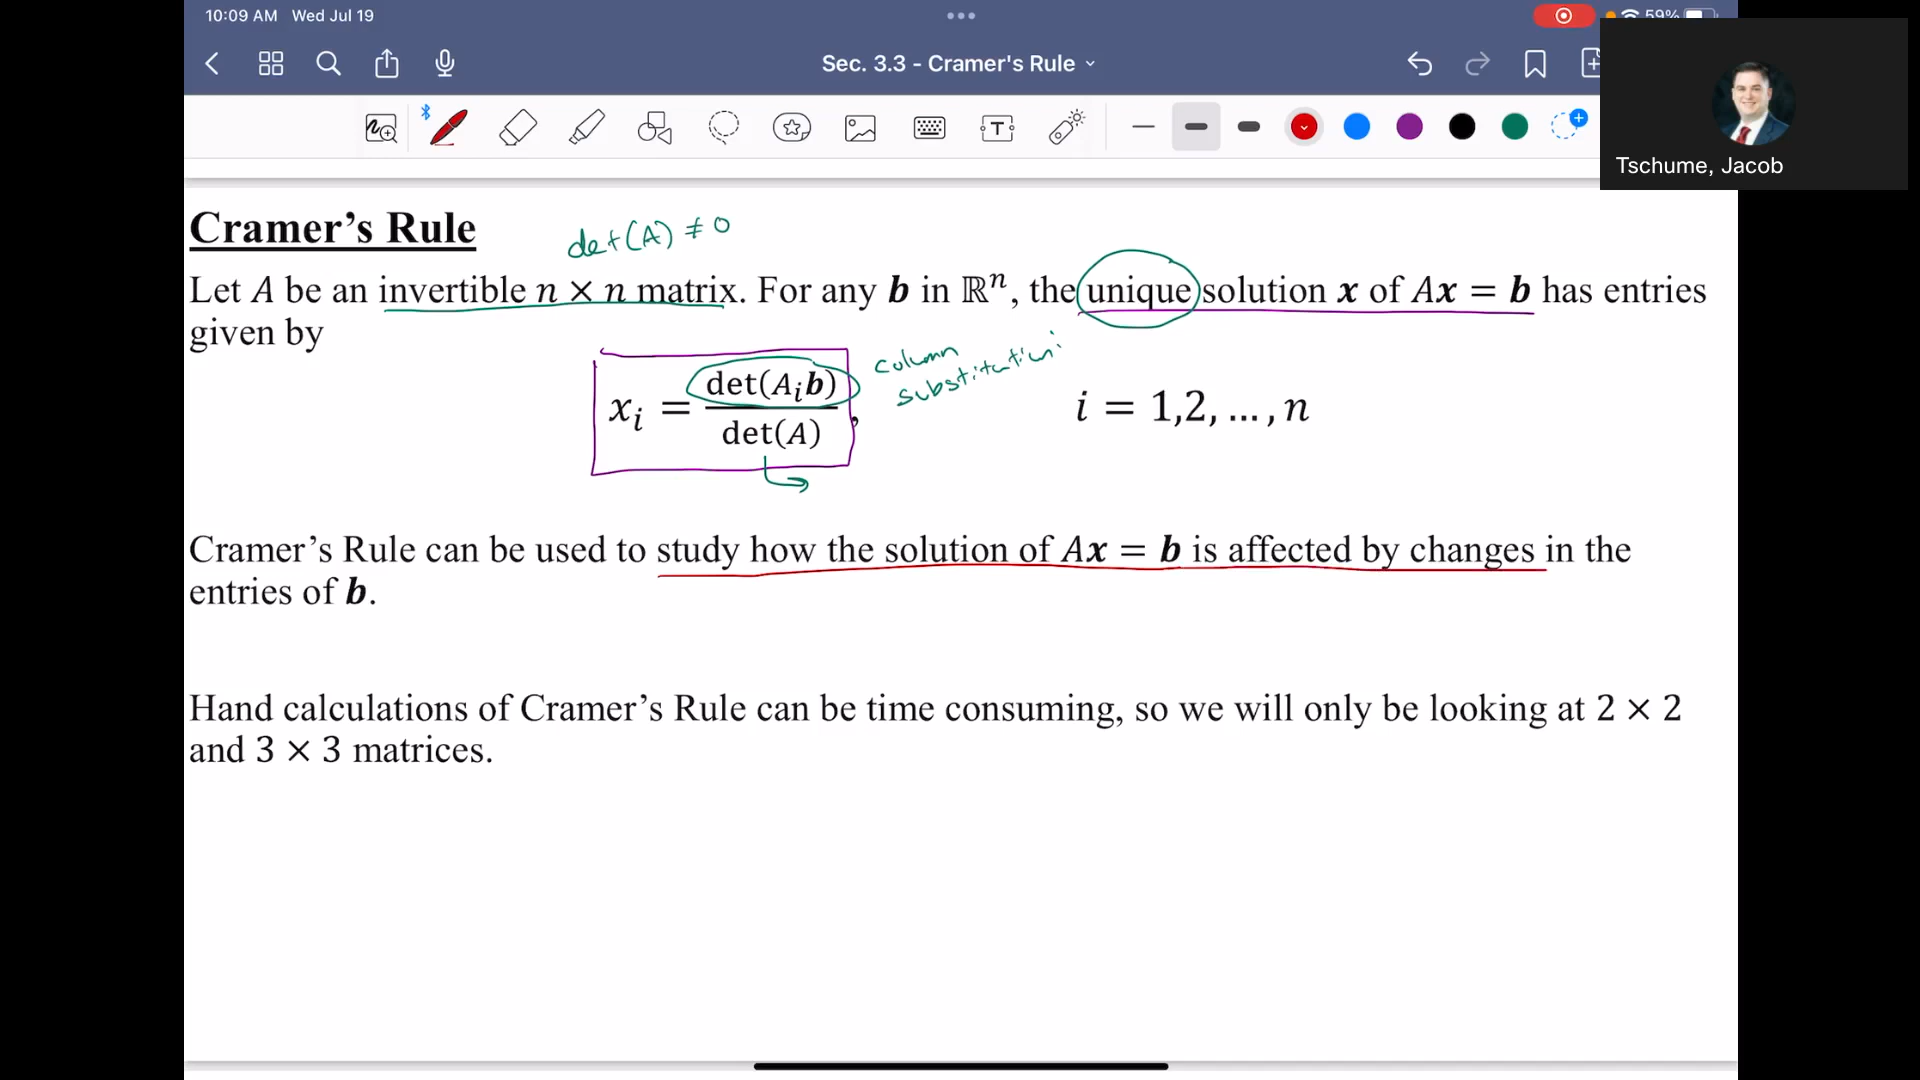 10:09 AM Wed Jul 19
59%
Sec. 3.3 - Cramer's Rule
T
Tschume, Jacob
Cramer’s Rule
det(A) ≠ 0
Let A be an invertible n × n matrix. For any b in ℝⁿ, the unique solution x of Ax = b has entries
given by
xᵢ = det(Aᵢb) / det(A),
column
substitution
i = 1,2, … , n
Cramer’s Rule can be used to study how the solution of Ax = b is affected by changes in the
entries of b.
Hand calculations of Cramer’s Rule can be time consuming, so we will only be looking at 2 × 2
and 3 × 3 matrices.